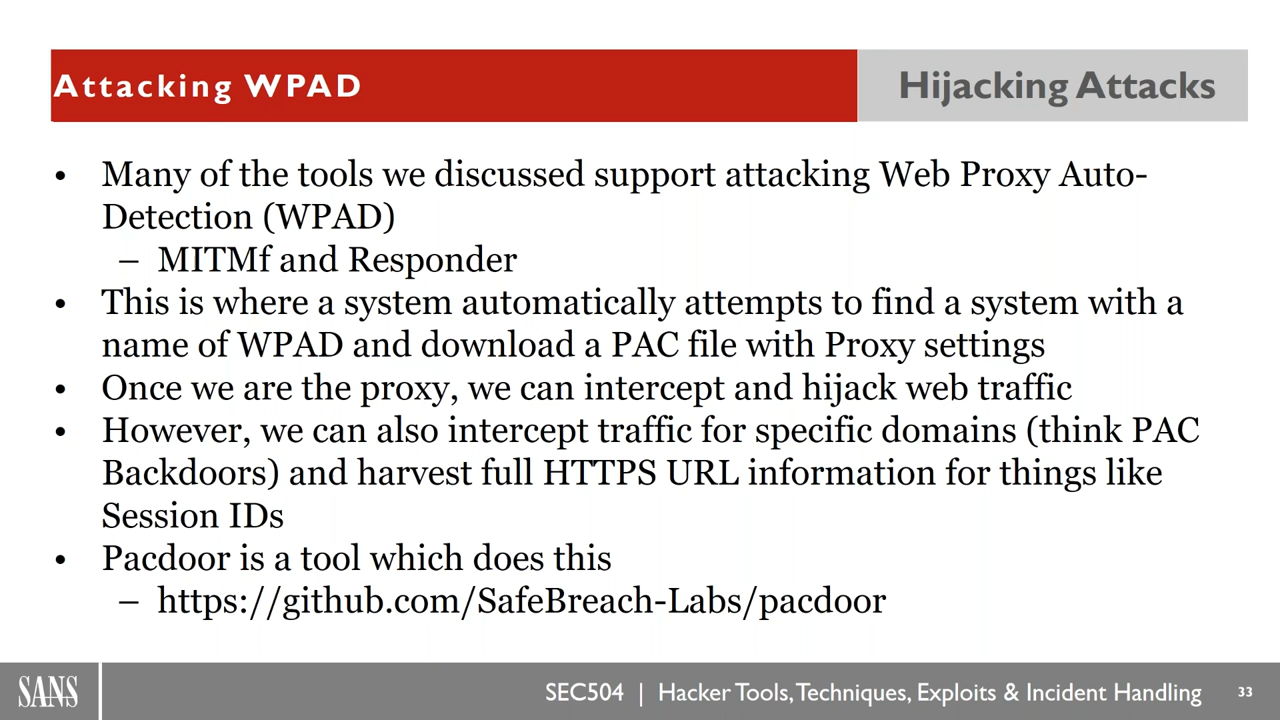 Attacking WPAD
Hijacking Attacks
• Many of the tools we discussed support attacking Web Proxy Auto-
Detection (WPAD)
– MITMf and Responder
• This is where a system automatically attempts to find a system with a
name of WPAD and download a PAC file with Proxy settings
• Once we are the proxy, we can intercept and hijack web traffic
• However, we can also intercept traffic for specific domains (think PAC
Backdoors) and harvest full HTTPS URL information for things like
Session IDs
• Pacdoor is a tool which does this
– https://github.com/SafeBreach-Labs/pacdoor
SANS
SEC504 | Hacker Tools, Techniques, Exploits & Incident Handling
33